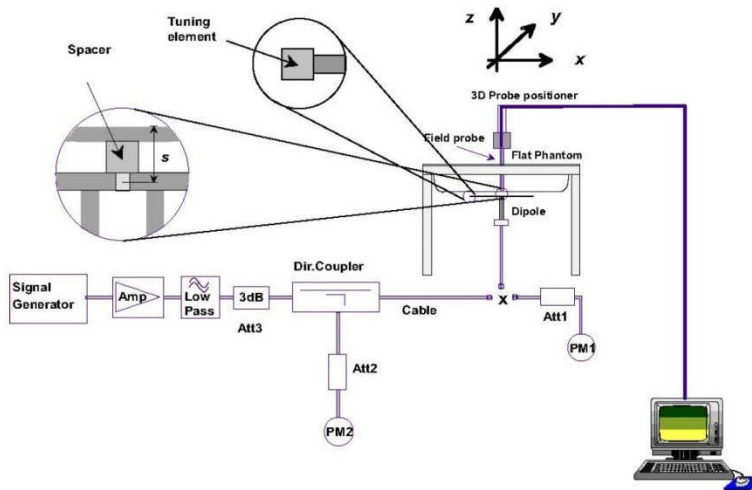 Tuning
element
z
y
x
Spacer
3D Probe positioner
s
Field probe
Flat Phantom
Dipole
Dir.Coupler
Signal
Generator
Amp
Low
Pass
3dB
Cable
x
Att3
Att1
PM1
Att2
PM2